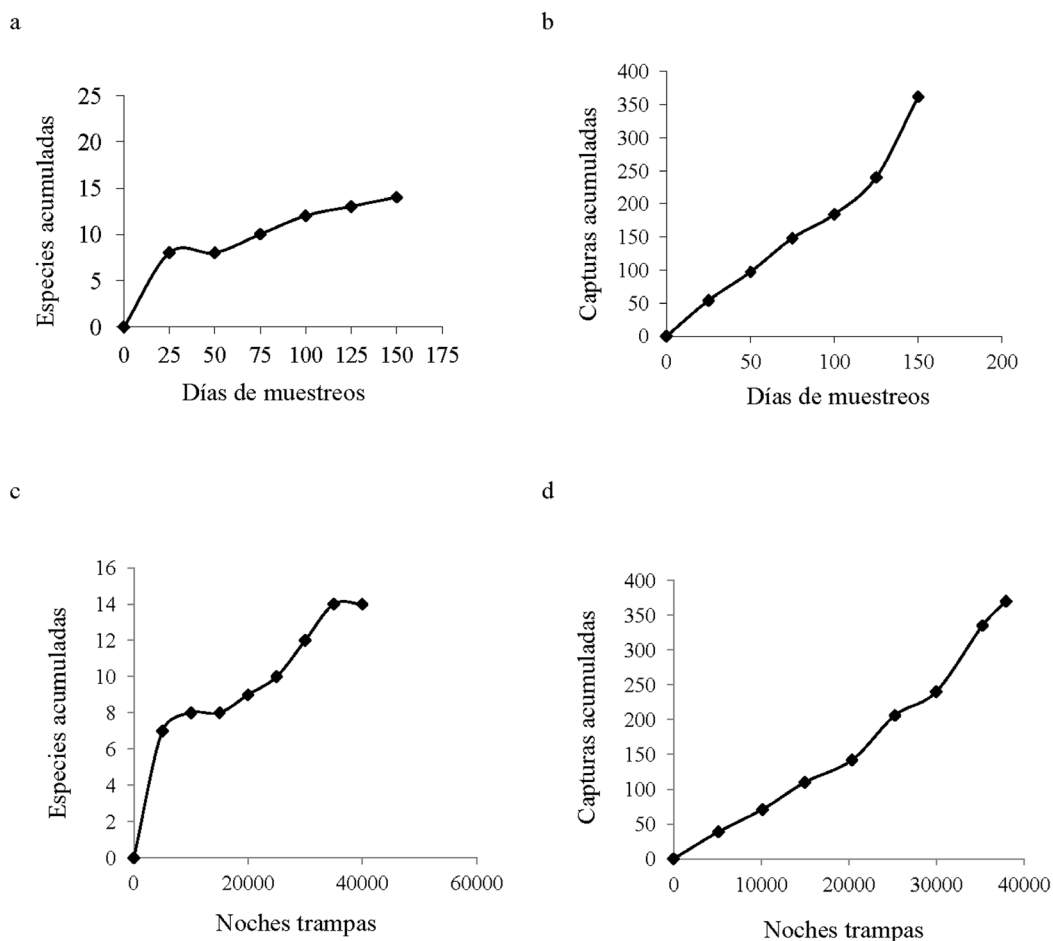 a
Especies acumuladas
25
20
15
10
5
0
0 25 50 75 100 125 150 175
Días de muestreos
b
Capturas acumuladas
400
350
300
250
200
150
100
50
0
0 50 100 150 200
Días de muestreos
c
Especies acumuladas
16
14
12
10
8
6
4
2
0
0 20000 40000 60000
Noches trampas
d
Capturas acumuladas
400
350
300
250
200
150
100
50
0
0 10000 20000 30000 40000
Noches trampas